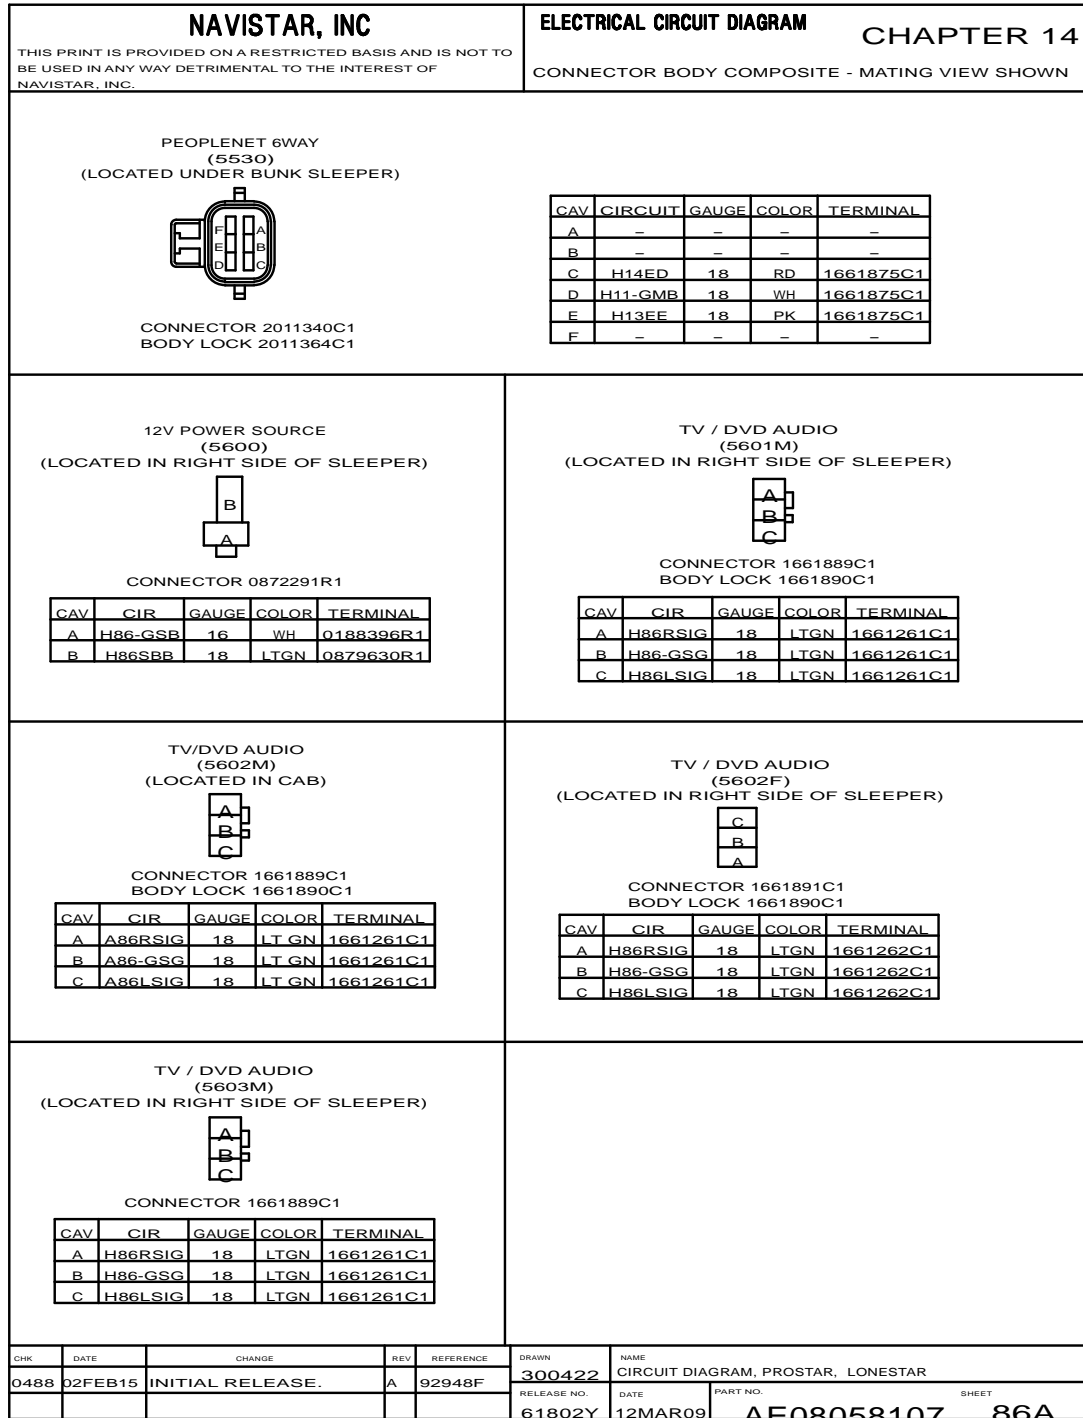 NAVISTAR, INC
THIS PRINT IS PROVIDED ON A RESTRICTED BASIS AND IS NOT TO
BE USED IN ANY WAY DETRIMENTAL TO THE INTEREST OF
NAVISTAR, INC.
ELECTRICAL CIRCUIT DIAGRAM
CHAPTER 14
CONNECTOR BODY COMPOSITE - MATING VIEW SHOWN
PEOPLENET 6WAY
(5530)
(LOCATED UNDER BUNK SLEEPER)
F A
E B
D C
CONNECTOR 2011340C1
BODY LOCK 2011364C1
CAV CIRCUIT GAUGE COLOR TERMINAL
A – – – –
B – – – –
C H14ED 18 RD 1661875C1
D H11-GMB 18 WH 1661875C1
E H13EE 18 PK 1661875C1
F – – – –
12V POWER SOURCE
(5600)
(LOCATED IN RIGHT SIDE OF SLEEPER)
B
A
CONNECTOR 0872291R1
CAV CIR GAUGE COLOR TERMINAL
A H86-GSB 16 WH 0188396R1
B H86SBB 18 LTGN 0879630R1
TV / DVD AUDIO
(5601M)
(LOCATED IN RIGHT SIDE OF SLEEPER)
A
B
C
CONNECTOR 1661889C1
BODY LOCK 1661890C1
CAV CIR GAUGE COLOR TERMINAL
A H86RSIG 18 LTGN 1661261C1
B H86-GSG 18 LTGN 1661261C1
C H86LSIG 18 LTGN 1661261C1
TV/DVD AUDIO
(5602M)
(LOCATED IN CAB)
A
B
C
CONNECTOR 1661889C1
BODY LOCK 1661890C1
CAV CIR GAUGE COLOR TERMINAL
A A86RSIG 18 LT GN 1661261C1
B A86-GSG 18 LT GN 1661261C1
C A86LSIG 18 LT GN 1661261C1
TV / DVD AUDIO
(5602F)
(LOCATED IN RIGHT SIDE OF SLEEPER)
C
B
A
CONNECTOR 1661891C1
BODY LOCK 1661890C1
CAV CIR GAUGE COLOR TERMINAL
A H86RSIG 18 LTGN 1661262C1
B H86-GSG 18 LTGN 1661262C1
C H86LSIG 18 LTGN 1661262C1
TV / DVD AUDIO
(5603M)
(LOCATED IN RIGHT SIDE OF SLEEPER)
A
B
C
CONNECTOR 1661889C1
CAV CIR GAUGE COLOR TERMINAL
A H86RSIG 18 LTGN 1661261C1
B H86-GSG 18 LTGN 1661261C1
C H86LSIG 18 LTGN 1661261C1
CHK DATE CHANGE REV REFERENCE
0488 02FEB15 INITIAL RELEASE. A 92948F
DRAWN NAME
300422 CIRCUIT DIAGRAM, PROSTAR, LONESTAR
RELEASE NO. DATE PART NO. SHEET
61802Y 12MAR09 AE08058107 86A